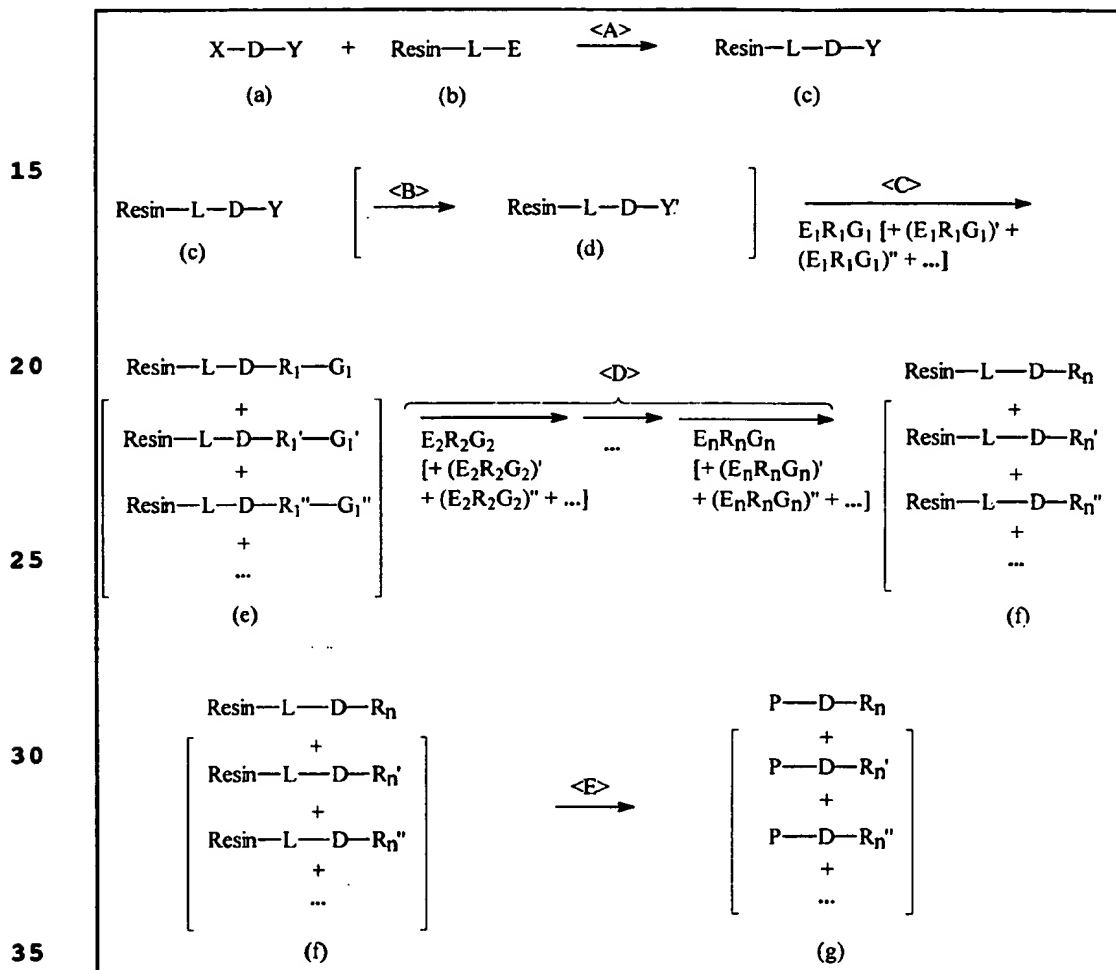 X—D—Y + Resin—L—E <A> Resin—L—D—Y
(a) (b) (c)
15
Resin—L—D—Y <B> Resin—L—D—Y' <C>
(c) (d) E₁R₁G₁ [+ (E₁R₁G₁)' +
(E₁R₁G₁)'' + ...]
20
Resin—L—D—R₁—G₁ <D> Resin—L—D—Rn
+ +
Resin—L—D—R₁'—G₁' E₂R₂G₂ ... EnRnGn Resin—L—D—Rn'
+ [+ (E₂R₂G₂)' [+ (EnRnGn)' +
Resin—L—D—R₁''—G₁'' + (E₂R₂G₂)'' + ...] + (EnRnGn)'' + ...] Resin—L—D—Rn''
+ +
25
... ...
(e) (f)
Resin—L—D—Rn P—D—Rn
+ +
30
Resin—L—D—Rn' <E> P—D—Rn'
+ +
Resin—L—D—Rn'' P—D—Rn''
+ +
... ...
(f) (g)
35